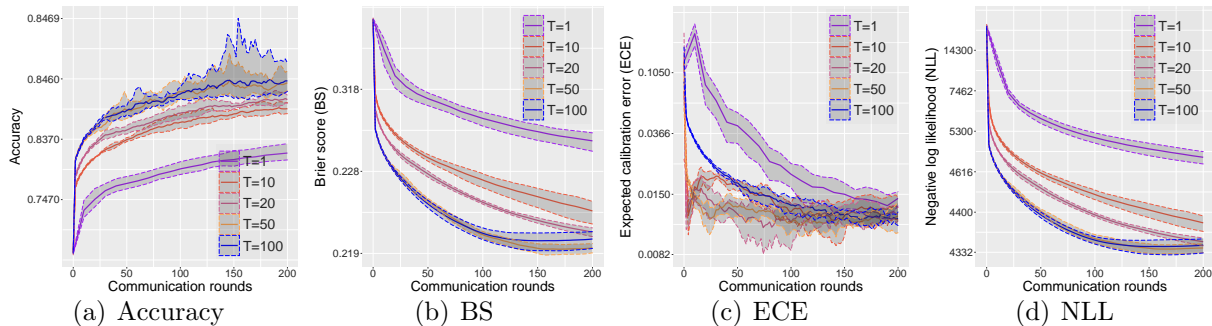 Accuracy
0.8469
0.8460
0.8370
0.7470
T=1
T=10
T=20
T=50
T=100
0 50 100 150 200
Communication rounds
(a) Accuracy
Brier score (BS)
0.318
0.228
0.219
T=1
T=10
T=20
T=50
T=100
0 50 100 150 200
Communication rounds
(b) BS
Expected calibration error (ECE)
0.1050
0.0366
0.0150
0.0082
T=1
T=10
T=20
T=50
T=100
0 50 100 150 200
Communication rounds
(c) ECE
Negative log likelihood (NLL)
14300
7462
5300
4616
4400
4332
T=1
T=10
T=20
T=50
T=100
0 50 100 150 200
Communication rounds
(d) NLL